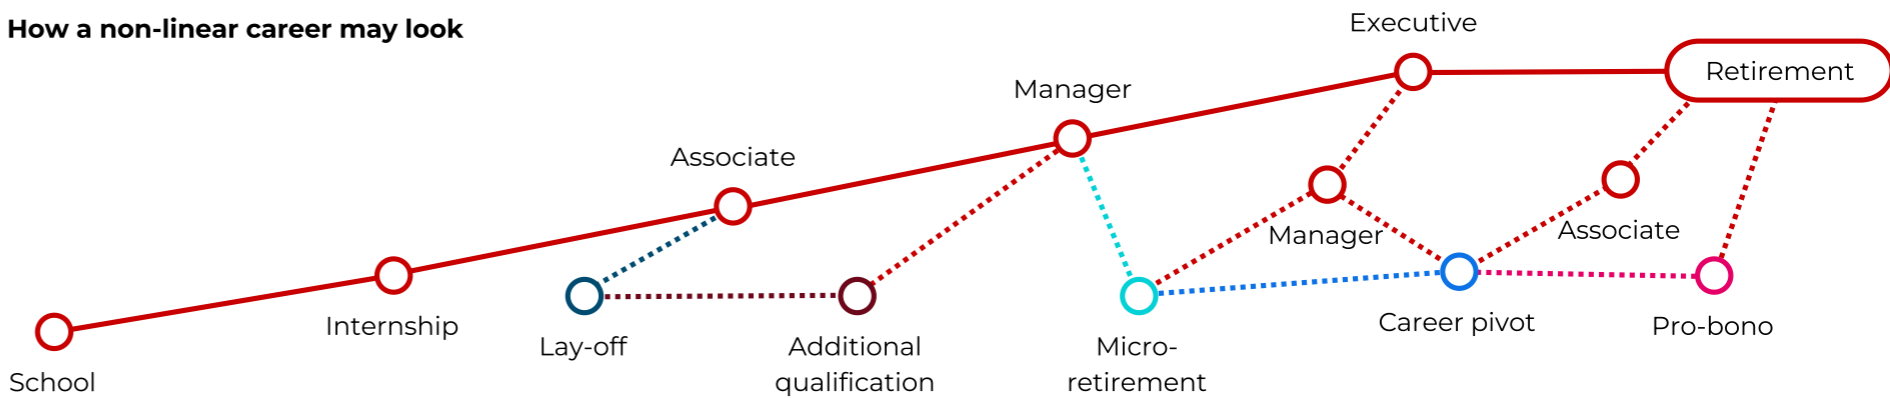 How a non-linear career may look
Executive
Retirement
Manager
Associate
Manager
Associate
Internship
Lay-off
Additional
qualification
Micro-
retirement
Career pivot
Pro-bono
School